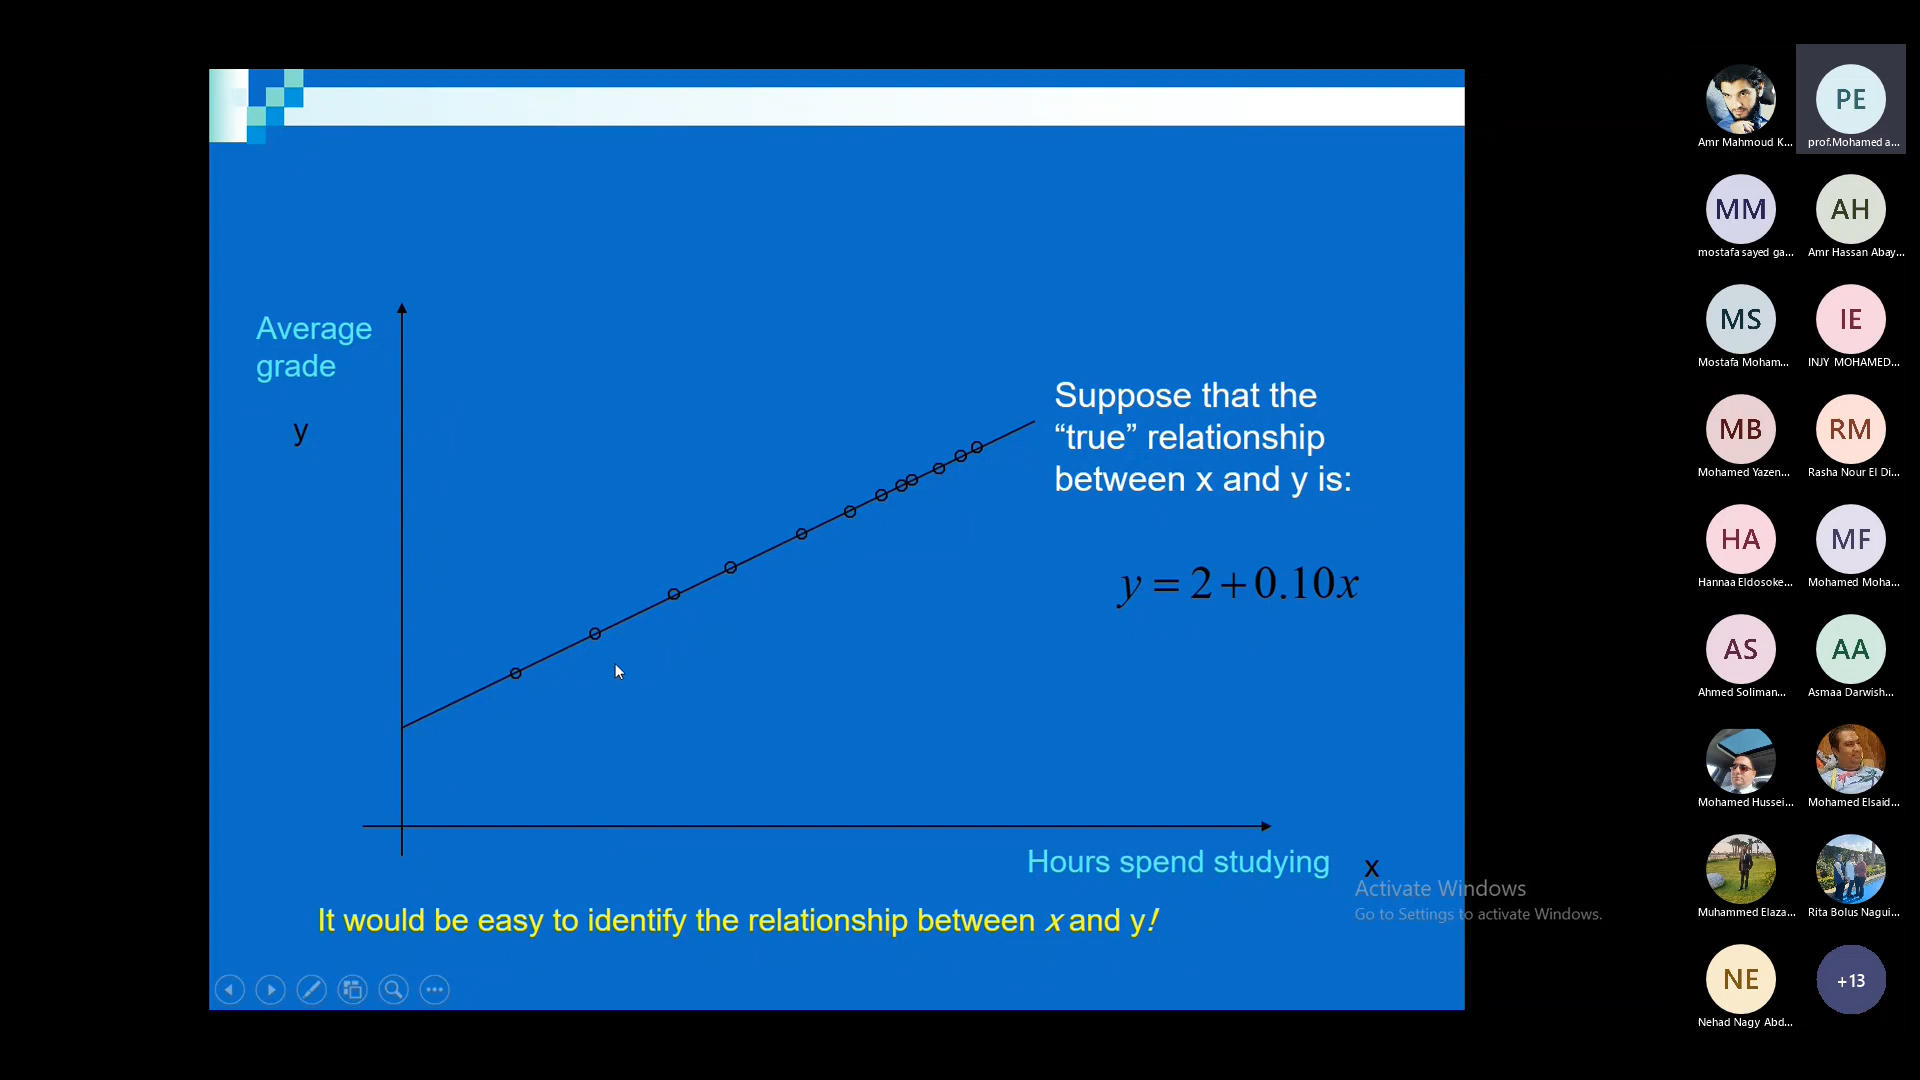 Average
grade
y
Suppose that the
“true” relationship
between x and y is:
y = 2 + 0.10x
Hours spend studying
x
It would be easy to identify the relationship between x and y!
Activate Windows
Go to Settings to activate Windows.
Amr Mahmoud K...
PE
prof.Mohamed a...
MM
mostafa sayed ga...
AH
Amr Hassan Abay...
MS
Mostafa Moham...
IE
INJY MOHAMED...
MB
Mohamed Yazen...
RM
Rasha Nour El Di...
HA
Hannaa Eldosoke...
MF
Mohamed Moha...
AS
Ahmed Soliman...
AA
Asmaa Darwish...
Mohamed Hussei...
Mohamed Elsaid...
Muhammed Elaza...
Rita Bolus Nagui...
NE
Nehad Nagy Abd...
+13